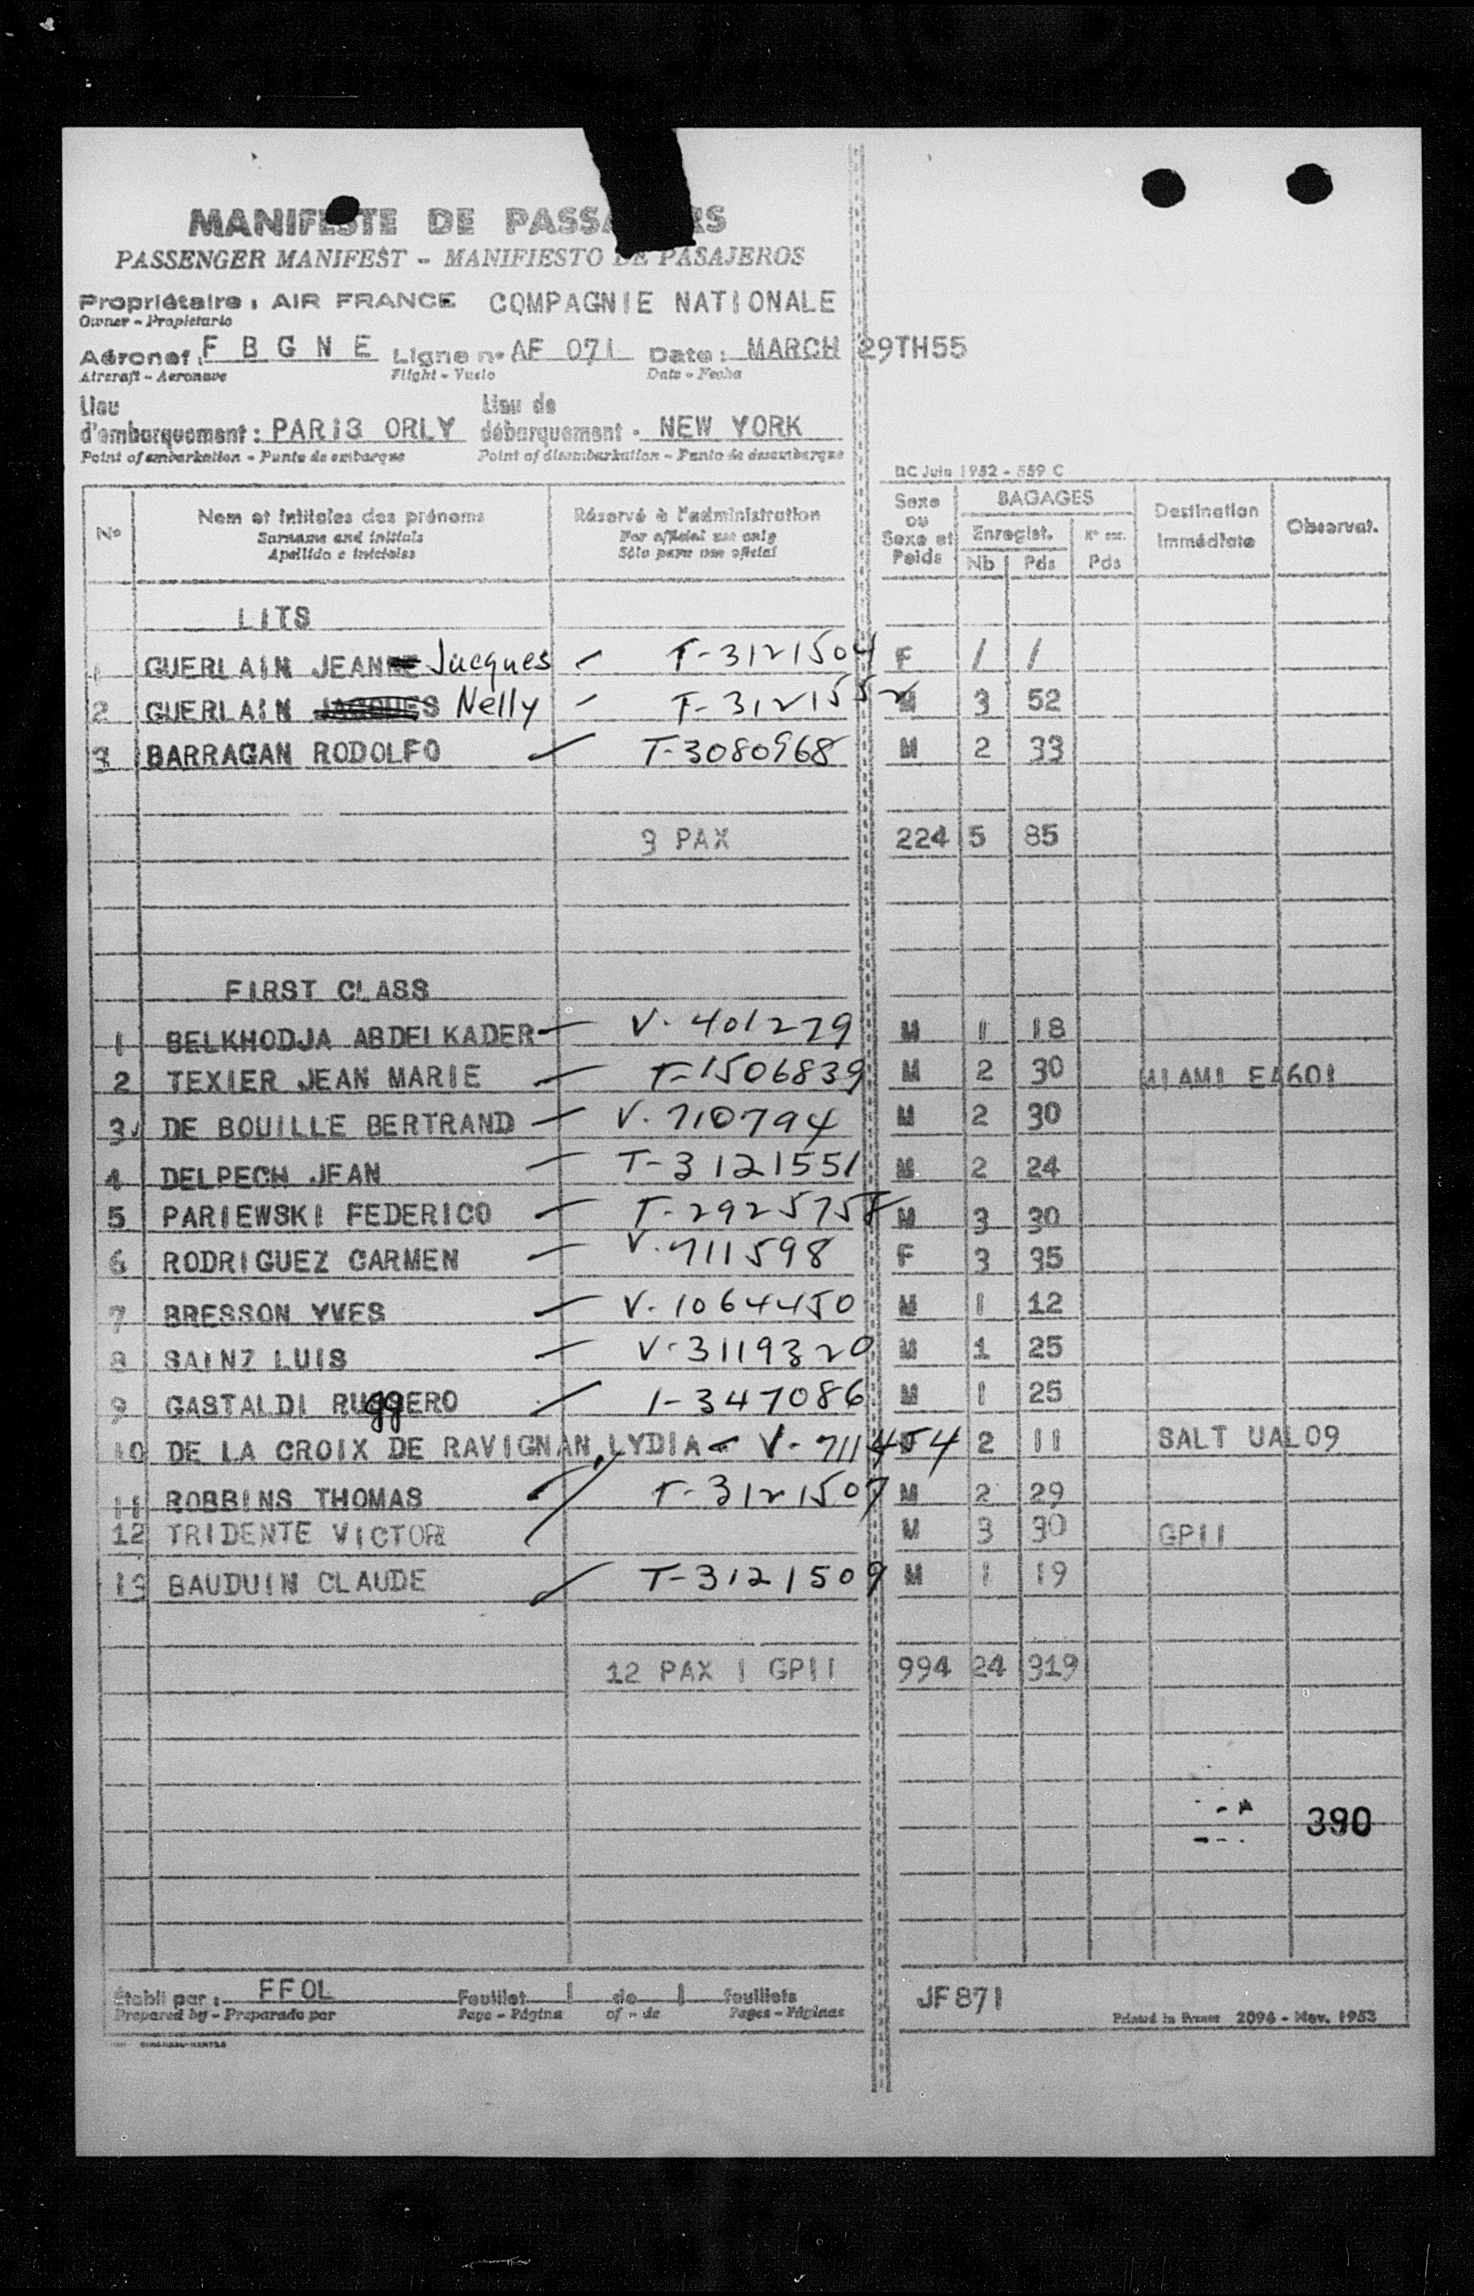 MANIFESTE DE PASSA RS
PASSENGER MANIFEST - MANIFIESTO DE PASAJEROS
Propriétaire : AIR FRANCE COMPAGNIE NATIONALE
Owner - Propietario
Aéronef : F B G N E Ligne n° AF 071 Date : MARCH 29TH55
Aircraft - Aeronave Flight - Vuelo Date - Fecha
Lieu Lieu de
d'embarquement : PARIS ORLY débarquement - NEW YORK
Point of embarkation - Punto de embarque Point of disembarkation - Punto de desembarque
DC Juin 1952 - 559 C
N° Nom et initiales des prénoms Réservé à l'administration Sexe ou Sexe et Poids BAGAGES Enregist. Nb Pds Pds Destination Immédiate Observat.
Surname and initials For official use only
Apellido e iniciales Sólo para uso oficial
LITS
1 GUERLAIN JEAN Jacques - T-3121504 F / /
2 GUERLAIN Nelly - T-3121552 M 3 52
3 BARRAGAN RODOLFO T-3080968 M 2 33
3 PAX 224 5 85
FIRST CLASS
1 BELKHODJA ABDELKADER - V-401279 M 1 18
2 TEXIER JEAN MARIE - T-1506839 M 2 30 MIAMI EA601
3 DE BOUILLE BERTRAND - V-710794 M 2 30
4 DELPECH JEAN - T-3121551 M 2 24
5 PARIEWSKI FEDERICO - T-2925758 M 3 30
6 RODRIGUEZ CARMEN - V-711598 F 3 35
7 BRESSON YVES - V-1064450 M 1 12
8 SAINZ LUIS - V-3119320 M 1 25
9 GASTALDI RUggERO 1-347086 M 1 25
10 DE LA CROIX DE RAVIGNAN, LYDIA - V-711454 2 11 SALT UAL09
11 ROBBINS THOMAS T-3121507 M 2 29
12 TRIDENTE VICTOR M 3 30 GP11
13 BAUDUIN CLAUDE T-3121509 M 1 19
12 PAX 1 GP11 994 24 319
390
Établi par : FFOL Feuillet 1 de 1 feuillets JF871
Prepared by - Preparado por Page - Página of - de Pages - Páginas Printed in France 2096 - Nov. 1953